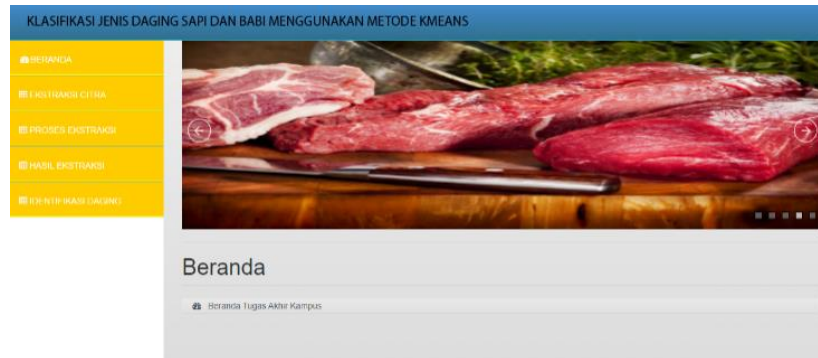 KLASIFIKASI JENIS DAGING SAPI DAN BABI MENGGUNAKAN METODE KMEANS
BERANDA
EKSTRAKSI CITRA
PROSES EKSTRAKSI
HASIL EKSTRAKSI
IDENTIFIKASI DAGING
Beranda
Beranda Tugas Akhir Kampus